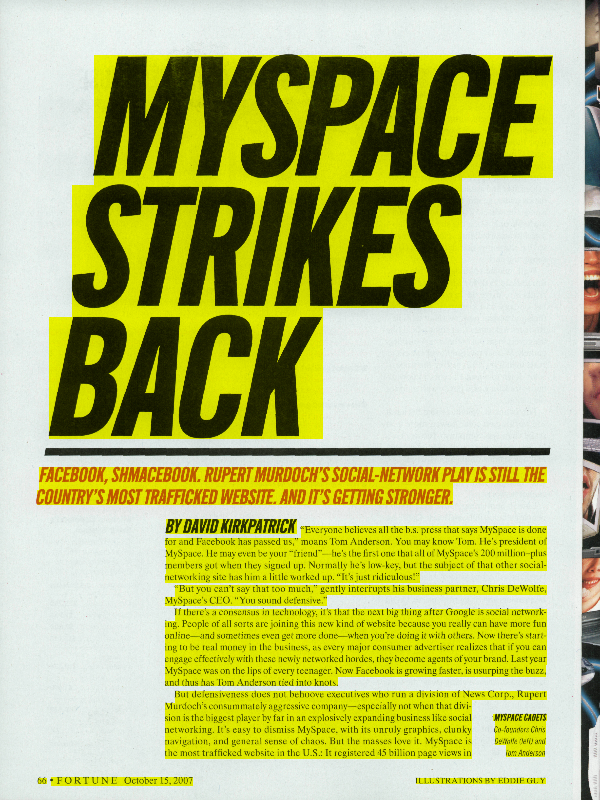 MYSPACE
STRIKES
BACK
FACEBOOK, SHMACEBOOK. RUPERT MURDOCH'S SOCIAL-NETWORK PLAY IS STILL THE
COUNTRY'S MOST TRAFFICKED WEBSITE. AND IT'S GETTING STRONGER.
BY DAVID KIRKPATRICK "Everyone believes all the b.s. press that says MySpace is done
for and Facebook has passed us," moans Tom Anderson. You may know Tom. He's president of
MySpace. He may even be your "friend"—he's the first one that all of MySpace's 200 million-plus
members got when they signed up. Normally he's low-key, but the subject of that other social-
networking site has him a little worked up. "It's just ridiculous!"
"But you can't say that too much," gently interrupts his business partner, Chris DeWolfe,
MySpace's CEO. "You sound defensive."
If there's a consensus in technology, it's that the next big thing after Google is social network-
ing. People of all sorts are joining this new kind of website because you really can have more fun
online—and sometimes even get more done—when you're doing it with others. Now there's start-
ing to be real money in the business, as every major consumer advertiser realizes that if you can
engage effectively with these newly networked hordes, they become agents of your brand. Last year
MySpace was on the lips of every teenager. Now Facebook is growing faster, is usurping the buzz,
and thus has Tom Anderson tied into knots.
But defensiveness does not behoove executives who run a division of News Corp., Rupert
Murdoch's consummately aggressive company—especially not when that divi-
sion is the biggest player by far in an explosively expanding business like social
networking. It's easy to dismiss MySpace, with its unruly graphics, clunky
navigation, and general sense of chaos. But the masses love it. MySpace is
the most trafficked website in the U.S.: It registered 45 billion page views in
MYSPACE CADETS
Co-founders Chris
DeWolfe (left) and
Tom Anderson
66 • FORTUNE October 15, 2007
ILLUSTRATIONS BY EDDIE GUY